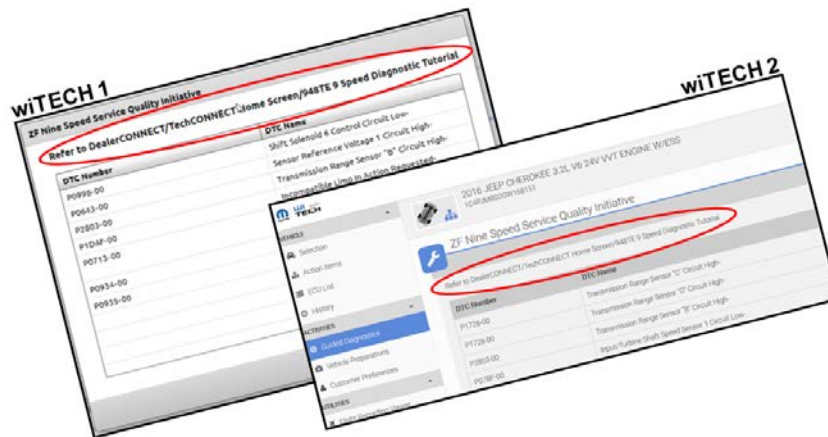 wiTECH 1
ZF Nine Speed Service Quality Initiative
Refer to DealerCONNECT/TechCONNECT Home Screen/948TE 9 Speed Diagnostic Tutorial
DTC Number
DTC Name
P0998-00
Shift Solenoid 6 Control Circuit Low-
P0643-00
Sensor Reference Voltage 1 Circuit High-
P2803-00
Transmission Range Sensor "B" Circuit High-
P1DAF-00
Incompatible Limp In Action Requested-
P0713-00
P0934-00
P0935-00
wiTECH 2
wi
TECH
2016 JEEP CHEROKEE 3.2L V6 24V VVT ENGINE W/ESS
VEHICLE
Selection
Action Items
ECU List
History
ACTIVITIES
Guided Diagnostics
Vehicle Preparations
Customer Preferences
UTILITIES
ZF Nine Speed Service Quality Initiative
Refer to DealerCONNECT/TechCONNECT Home Screen/948TE 9 Speed Diagnostic Tutorial
DTC Number
DTC Name
P1726-00
Transmission Range Sensor "C" Circuit High-
P1728-00
Transmission Range Sensor "D" Circuit High-
P2803-00
Transmission Range Sensor "B" Circuit High-
P07BF-00
Input/Turbine Shaft Speed Sensor 1 Circuit Low-